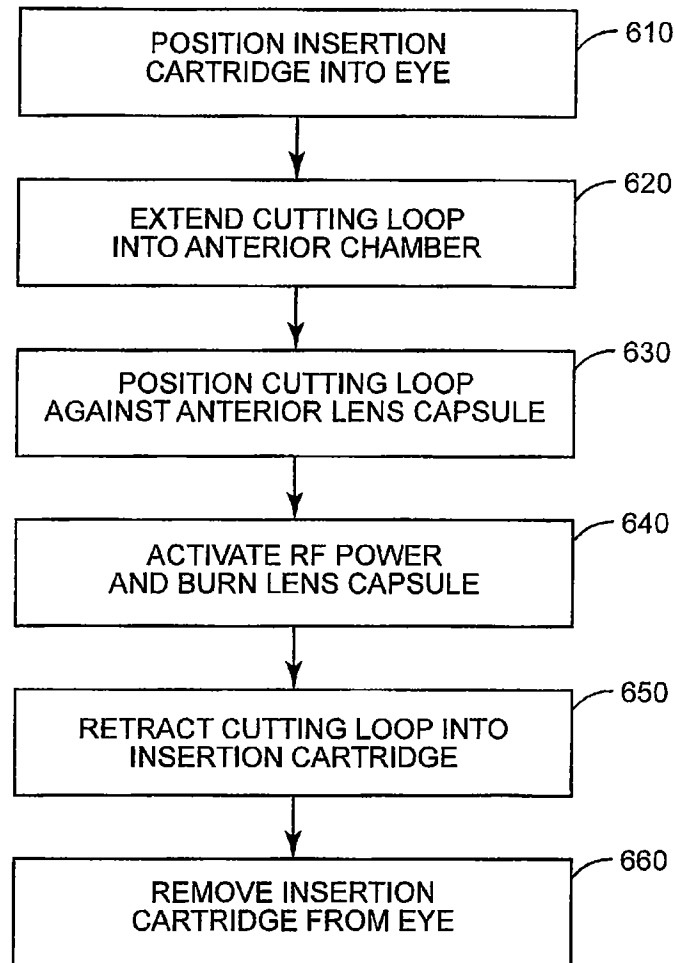 POSITION INSERTION
CARTRIDGE INTO EYE
610
EXTEND CUTTING LOOP
INTO ANTERIOR CHAMBER
620
POSITION CUTTING LOOP
AGAINST ANTERIOR LENS CAPSULE
630
ACTIVATE RF POWER
AND BURN LENS CAPSULE
640
RETRACT CUTTING LOOP INTO
INSERTION CARTRIDGE
650
REMOVE INSERTION
CARTRIDGE FROM EYE
660